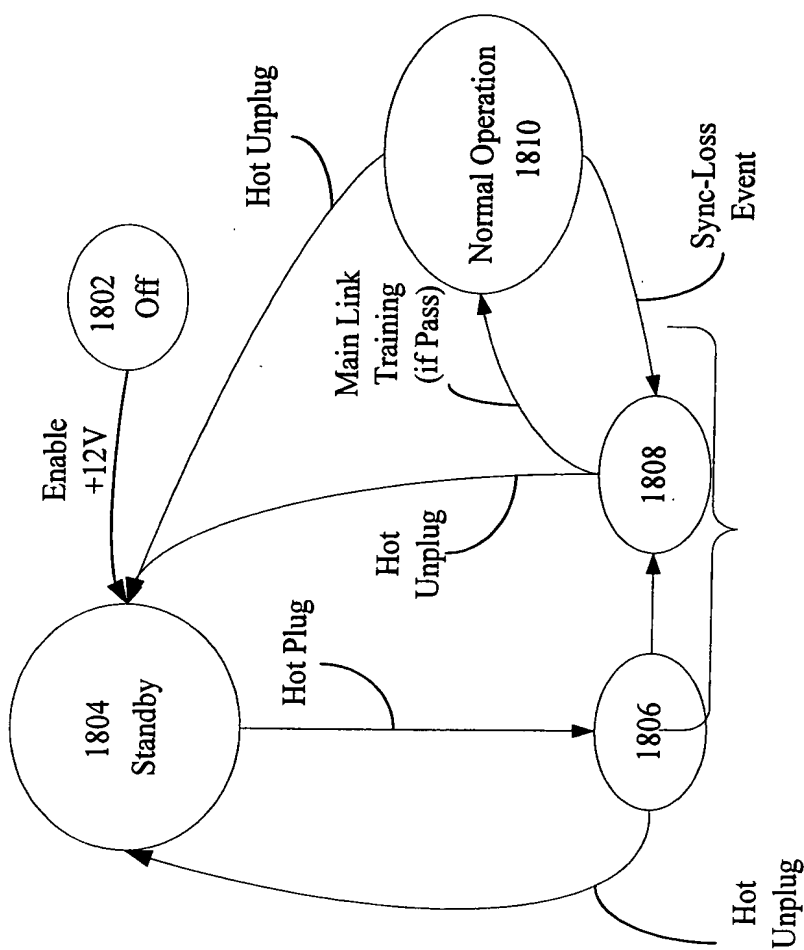 1802
Off
Enable
+12V
1804
Standby
Hot Unplug
Normal Operation
1810
Main Link
Training
(if Pass)
Hot
Unplug
Hot Plug
Sync-Loss
Event
1808
1806
Hot
Unplug